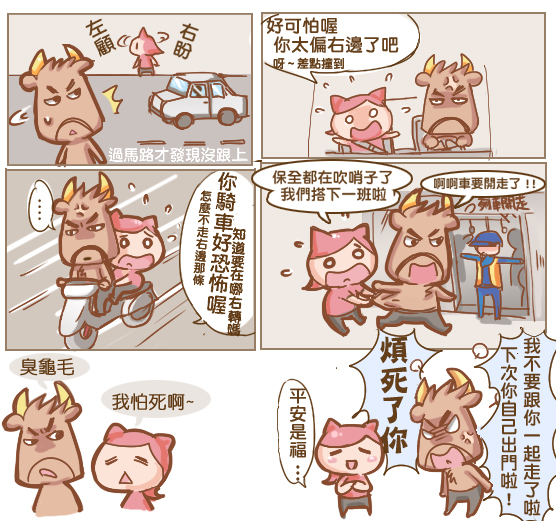 左顧
右盼
過馬路才發現沒跟上
好可怕喔
你太偏右邊了吧
呀~差點撞到
...
你騎車好恐怖喔
知道要在哪右轉嗎
怎麼不走右邊那條
保全都在吹哨子了
我們搭下一班啦
啊啊車要開走了!!
列車開走
臭龜毛
我怕死啊~
平安是福...
煩死了你
我不要跟你一起走了啦
下次你自己出門啦!